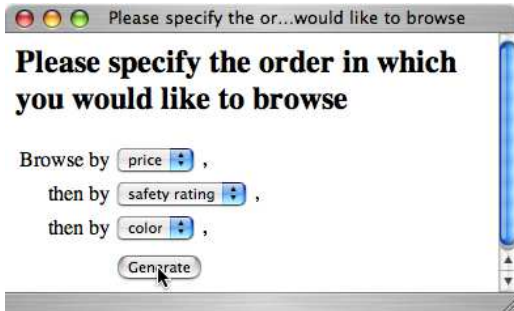 Please specify the or...would like to browse
Please specify the order in which
you would like to browse
Browse by price ,
then by safety rating ,
then by color ,
Generate